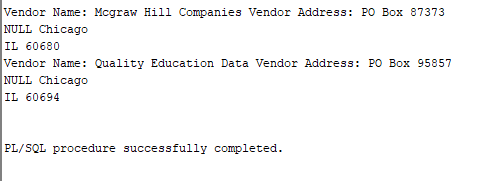 Vendor Name: Mcgraw Hill Companies Vendor Address: PO Box 87373
NULL Chicago
IL 60680
Vendor Name: Quality Education Data Vendor Address: PO Box 95857
NULL Chicago
IL 60694
PL/SQL procedure successfully completed.